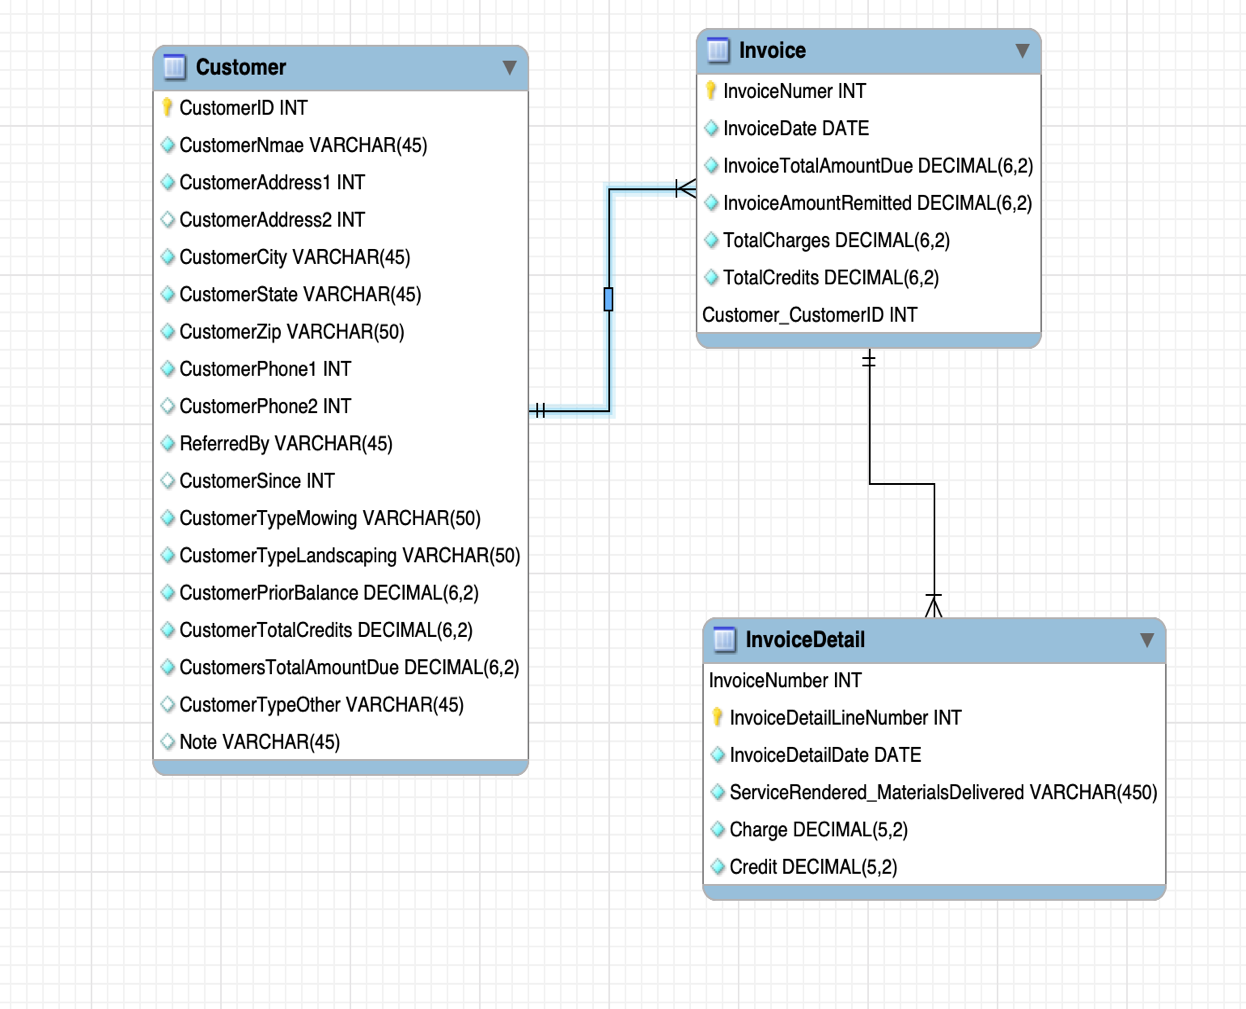 Customer
CustomerID INT
CustomerNmae VARCHAR(45)
CustomerAddress1 INT
CustomerAddress2 INT
CustomerCity VARCHAR(45)
CustomerState VARCHAR(45)
CustomerZip VARCHAR(50)
CustomerPhone1 INT
CustomerPhone2 INT
ReferredBy VARCHAR(45)
CustomerSince INT
CustomerTypeMowing VARCHAR(50)
CustomerTypeLandscaping VARCHAR(50)
CustomerPriorBalance DECIMAL(6,2)
CustomerTotalCredits DECIMAL(6,2)
CustomersTotalAmountDue DECIMAL(6,2)
CustomerTypeOther VARCHAR(45)
Note VARCHAR(45)
Invoice
InvoiceNumer INT
InvoiceDate DATE
InvoiceTotalAmountDue DECIMAL(6,2)
InvoiceAmountRemitted DECIMAL(6,2)
TotalCharges DECIMAL(6,2)
TotalCredits DECIMAL(6,2)
Customer_CustomerID INT
InvoiceDetail
InvoiceNumber INT
InvoiceDetailLineNumber INT
InvoiceDetailDate DATE
ServiceRendered_MaterialsDelivered VARCHAR(450)
Charge DECIMAL(5,2)
Credit DECIMAL(5,2)